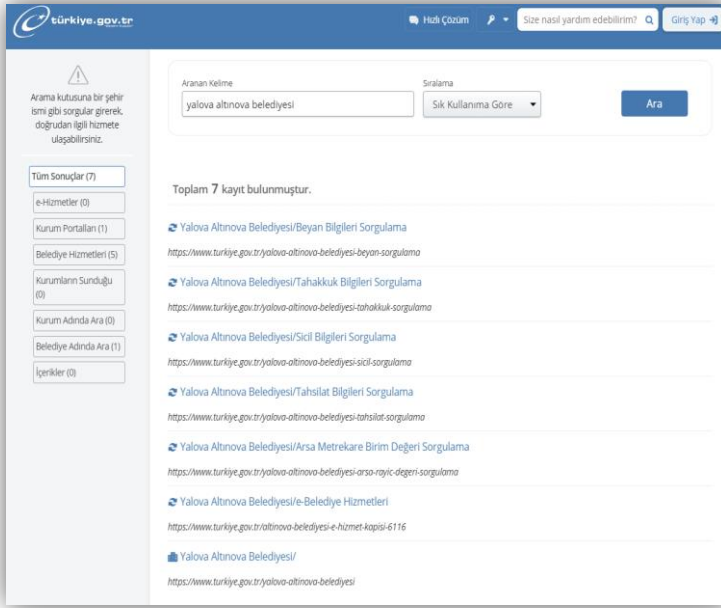 türkiye.gov.tr
Hızlı Çözüm
Size nasıl yardım edebilirim?
Giriş Yap
Arama kutusuna bir şehir
ismi gibi sorgular girerek,
doğrudan ilgili hizmete
ulaşabilirsiniz.
Tüm Sonuçlar (7)
e-Hizmetler (0)
Kurum Portalları (1)
Belediye Hizmetleri (5)
Kurumların Sunduğu
(0)
Kurum Adında Ara (0)
Belediye Adında Ara (1)
İçerikler (0)
Aranan Kelime
Sıralama
yalova altınova belediyesi
Sık Kullanıma Göre
Ara
Toplam 7 kayıt bulunmuştur.
Yalova Altınova Belediyesi/Beyan Bilgileri Sorgulama
https://www.turkiye.gov.tr/yalova-altinova-belediyesi-beyan-sorgulama
Yalova Altınova Belediyesi/Tahakkuk Bilgileri Sorgulama
https://www.turkiye.gov.tr/yalova-altinova-belediyesi-tahakkuk-sorgulama
Yalova Altınova Belediyesi/Sicil Bilgileri Sorgulama
https://www.turkiye.gov.tr/yalova-altinova-belediyesi-sicil-sorgulama
Yalova Altınova Belediyesi/Tahsilat Bilgileri Sorgulama
https://www.turkiye.gov.tr/yalova-altinova-belediyesi-tahsilat-sorgulama
Yalova Altınova Belediyesi/Arsa Metrekare Birim Değeri Sorgulama
https://www.turkiye.gov.tr/yalova-altinova-belediyesi-arsa-rayic-degeri-sorgulama
Yalova Altınova Belediyesi/e-Belediye Hizmetleri
https://www.turkiye.gov.tr/altinova-belediyesi-e-hizmet-kapisi-6116
Yalova Altınova Belediyesi/
https://www.turkiye.gov.tr/yalova-altinova-belediyesi